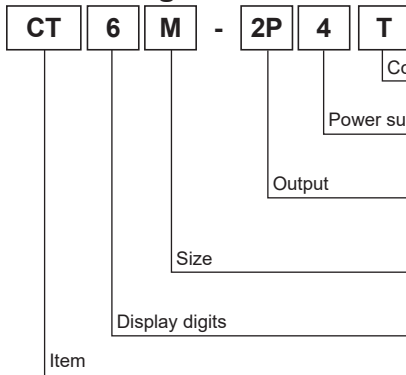 CT 6 M - 2P 4 T
Power su
Output
Size
Display digits
Item